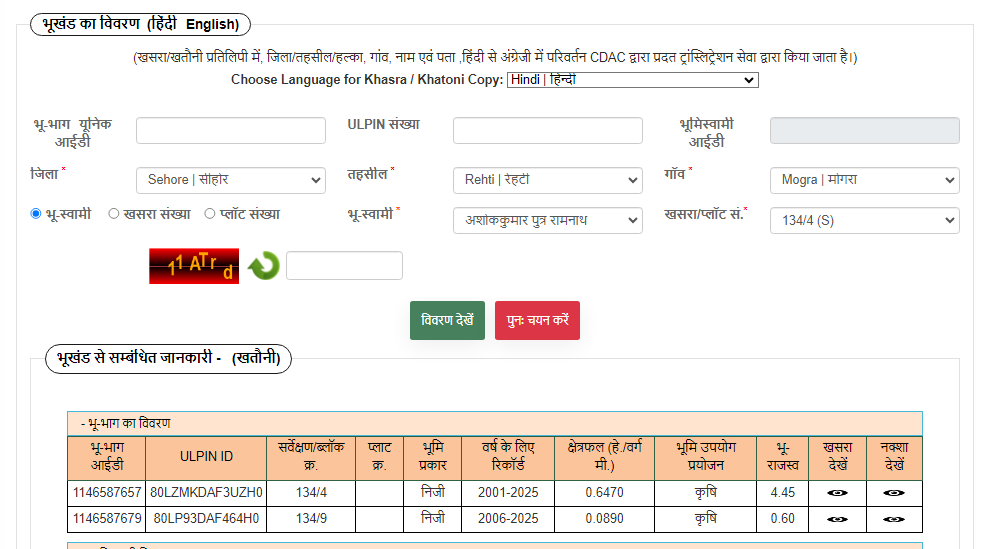 भूखंड का विवरण (हिंदी English)
(खसरा/खतौनी प्रतिलिपी में, जिला/तहसील/हल्का, गांव, नाम एवं पता ,हिंदी से अंग्रेजी में परिवर्तन CDAC द्वारा प्रदत ट्रांस्लिट्रेशन सेवा द्वारा किया जाता है।)
Choose Language for Khasra / Khatoni Copy: Hindi | हिन्दी
भू-भाग यूनिक आईडी ULPIN संख्या भूमिस्वामी आईडी
जिला * Sehore | सीहोर तहसील * Rehti | रेहटी गाँव * Mogra | मोगरा
भू-स्वामी खसरा संख्या प्लॉट संख्या भू-स्वामी * अशोककुमार पुत्र रामनाथ खसरा/प्लॉट सं.* 134/4 (S)
11ATrd
विवरण देखें पुनः चयन करें
भूखंड से सम्बंधित जानकारी - (खतौनी)
- भू-भाग का विवरण
भू-भाग आईडी ULPIN ID सर्वेक्षण/ब्लॉक क्र. प्लाट क्र. भूमि प्रकार वर्ष के लिए रिकॉर्ड क्षेत्रफल (हे./वर्ग मी.) भूमि उपयोग प्रयोजन भू-राजस्व खसरा देखें नक्शा देखें
1146587657 80LZMKDAF3UZH0 134/4 निजी 2001-2025 0.6470 कृषि 4.45
1146587679 80LP93DAF464H0 134/9 निजी 2006-2025 0.0890 कृषि 0.60